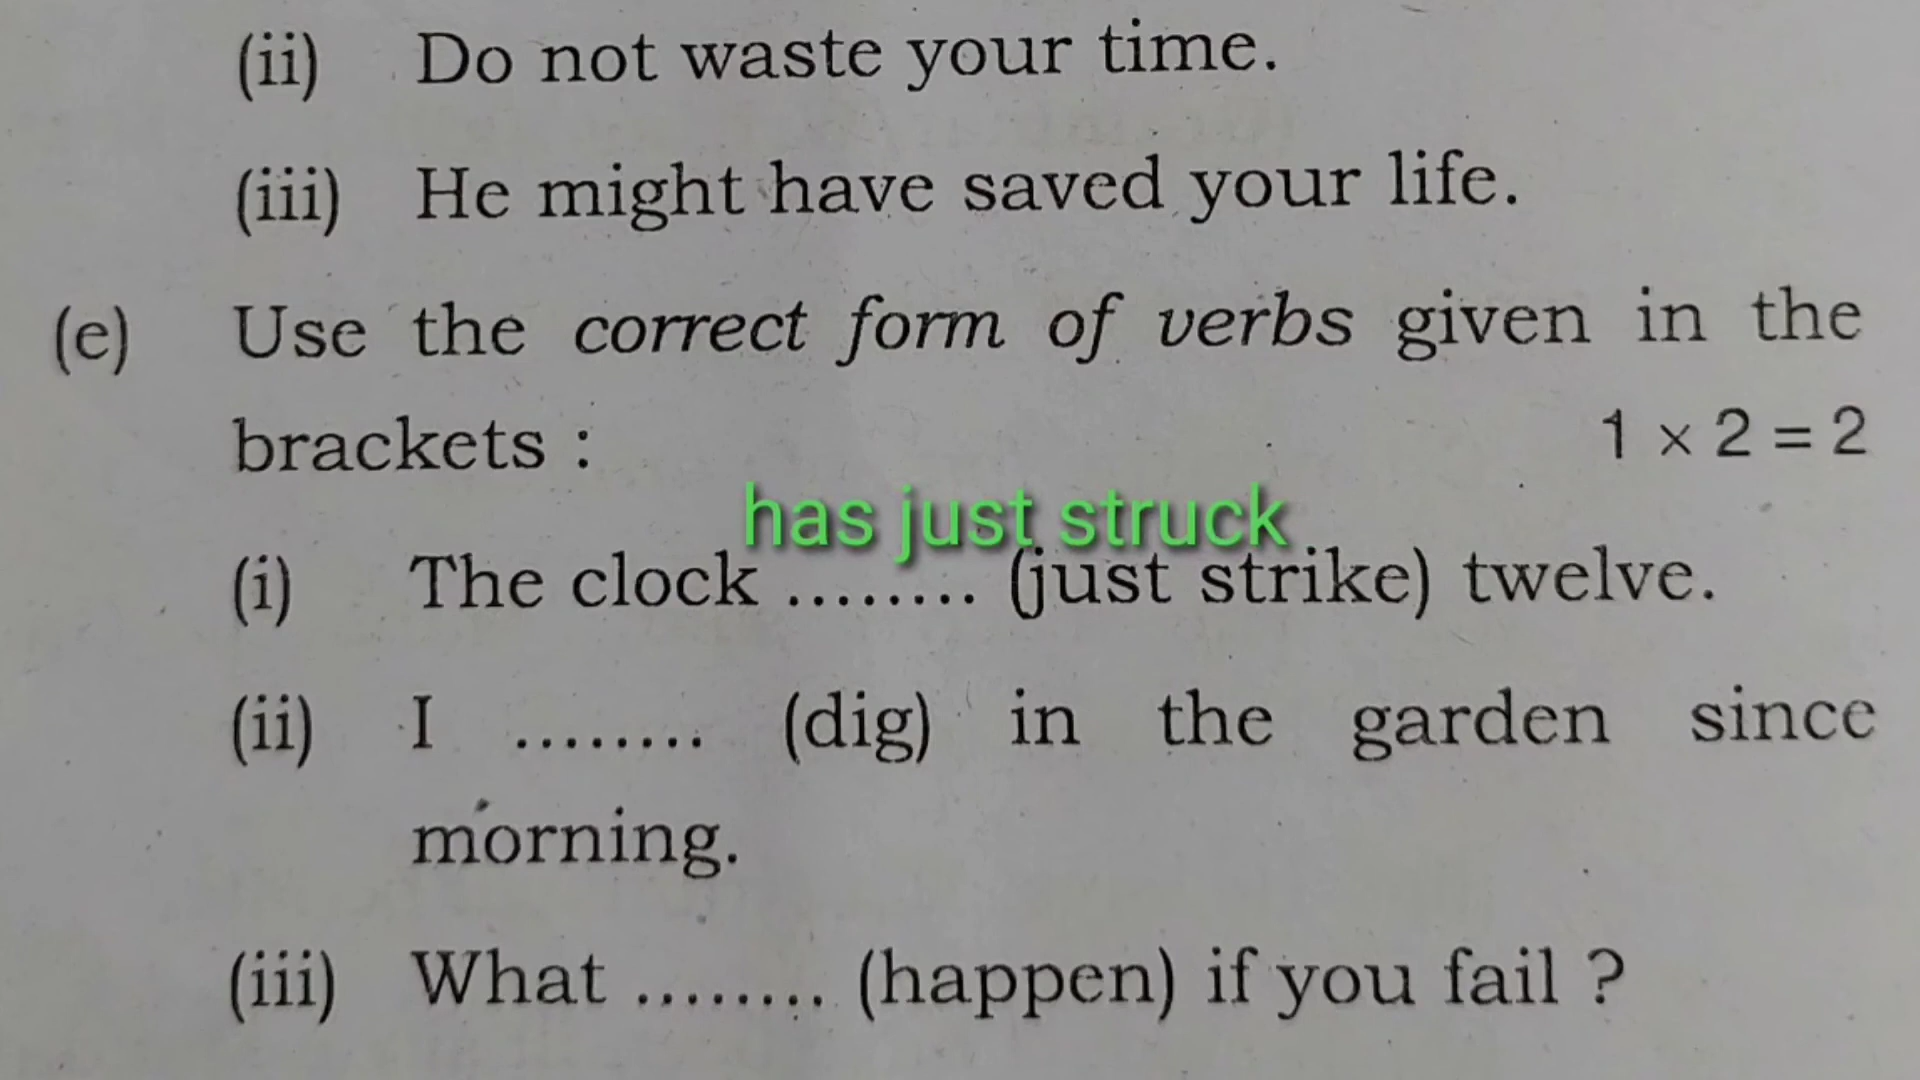 (ii) Do not waste your time.
(iii) He might have saved your life.
(e) Use the correct form of verbs given in the
brackets : 1 × 2 = 2
has just struck
(i) The clock ........ (just strike) twelve.
(ii) I ........ (dig) in the garden since
morning.
(iii) What ........ (happen) if you fail ?